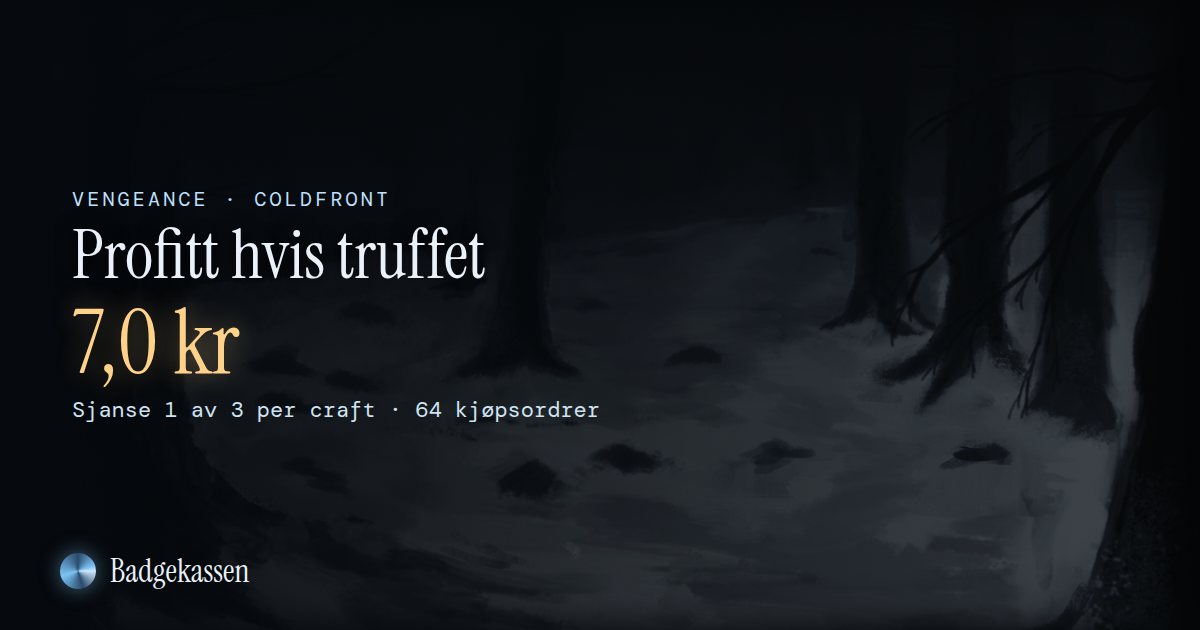 VENGEANCE · COLDFRONT
Profitt hvis truffet
7,0 kr
Sjanse 1 av 3 per craft · 64 kjøpsordrer
Badgekassen